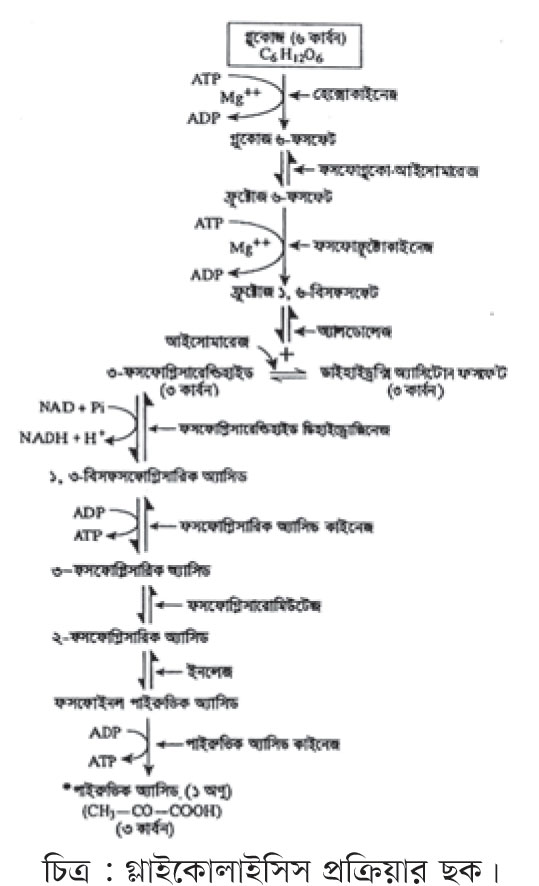 গ্লুকোজ (৬ কার্বন)
C₆H₁₂O₆
ATP
Mg⁺⁺
হেক্সোকাইনেজ
ADP
গ্লুকোজ ৬-ফসফেট
ফসফোগ্লুকো-আইসোমারেজ
ফ্রুক্টোজ ৬-ফসফেট
ATP
Mg⁺⁺
ফসফোফ্রুক্টোকাইনেজ
ADP
ফ্রুক্টোজ ১, ৬-বিসফসফেট
অ্যালডোলেজ
আইসোমারেজ
+
৩-ফসফোগ্লিসারেল্ডিহাইড
ডাইহাইড্রক্সি অ্যাসিটোন ফসফেট
(৩ কার্বন)
(৩ কার্বন)
NAD + Pi
ফসফোগ্লিসারেল্ডিহাইড ডিহাইড্রোজিনেজ
NADH + H⁺
১, ৩-বিসফসফোগ্লিসারিক অ্যাসিড
ADP
ফসফোগ্লিসারিক অ্যাসিড কাইনেজ
ATP
৩-ফসফোগ্লিসারিক অ্যাসিড
ফসফোগ্লিসারোমিউটেজ
২-ফসফোগ্লিসারিক অ্যাসিড
ইনলেজ
ফসফোইনল পাইরুভিক অ্যাসিড
ADP
পাইরুভিক অ্যাসিড কাইনেজ
ATP
*পাইরুভিক অ্যাসিড, (১ অণু)
(CH₃—CO—COOH)
(৩ কার্বন)
চিত্র : গ্লাইকোলাইসিস প্রক্রিয়ার ছক।